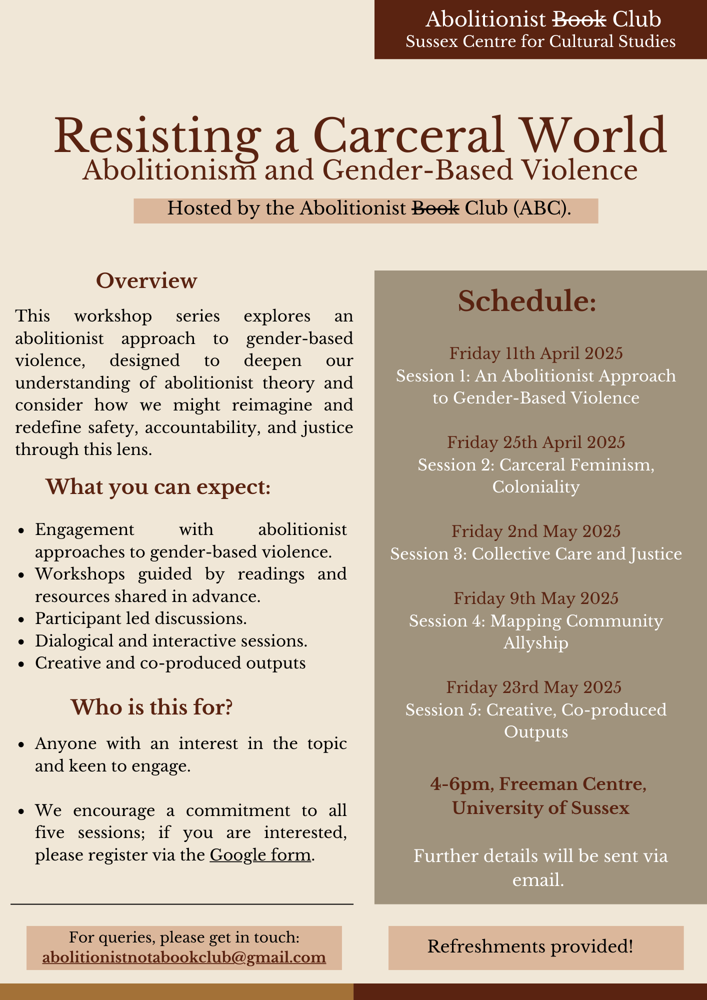 Abolitionist Book Club
Sussex Centre for Cultural Studies
Resisting a Carceral World
Abolitionism and Gender-Based Violence
Hosted by the Abolitionist Book Club (ABC).
Overview
This workshop series explores an
abolitionist approach to gender-based
violence, designed to deepen our
understanding of abolitionist theory and
consider how we might reimagine and
redefine safety, accountability, and justice
through this lens.
What you can expect:
• Engagement with abolitionist
approaches to gender-based violence.
• Workshops guided by readings and
resources shared in advance.
• Participant led discussions.
• Dialogical and interactive sessions.
• Creative and co-produced outputs
Who is this for?
• Anyone with an interest in the topic
and keen to engage.
• We encourage a commitment to all
five sessions; if you are interested,
please register via the Google form.
For queries, please get in touch:
abolitionistnotabookclub@gmail.com
Schedule:
Friday 11th April 2025
Session 1: An Abolitionist Approach
to Gender-Based Violence
Friday 25th April 2025
Session 2: Carceral Feminism,
Coloniality
Friday 2nd May 2025
Session 3: Collective Care and Justice
Friday 9th May 2025
Session 4: Mapping Community
Allyship
Friday 23rd May 2025
Session 5: Creative, Co-produced
Outputs
4-6pm, Freeman Centre,
University of Sussex
Further details will be sent via
email.
Refreshments provided!